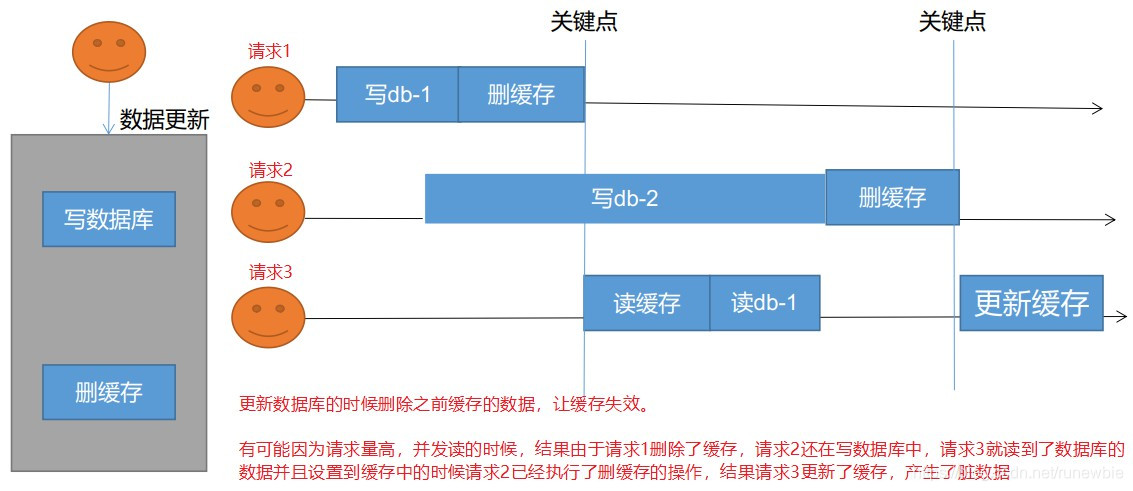 关键点
关键点
请求1
写db-1
删缓存
数据更新
请求2
写数据库
写db-2
删缓存
请求3
读缓存
读db-1
更新缓存
删缓存
更新数据库的时候删除之前缓存的数据，让缓存失效。
有可能因为请求量高，并发读的时候，结果由于请求1删除了缓存，请求2还在写数据库中，请求3就读到了数据库的
数据并且设置到缓存中的时候请求2已经执行了删缓存的操作，结果请求3更新了缓存，产生了脏数据
dn.net/runewbie